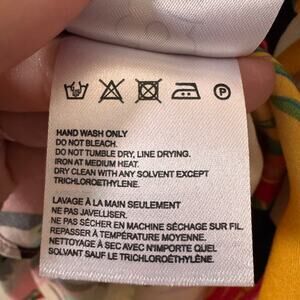 P
HAND WASH ONLY
DO NOT BLEACH.
DO NOT TUMBLE DRY, LINE DRYING.
IRON AT MEDIUM HEAT.
DRY CLEAN WITH ANY SOLVENT EXCEPT
TRICHLOROETHYLENE.
LAVAGE À LA MAIN SEULEMENT
NE PAS JAVELLISER.
NE PAS SÉCHER EN MACHINE SÉCHAGE SUR FIL.
REPASSER À TEMPÉRATURE MOYENNE.
NETTOYAGE À SEC AVEC N'IMPORTE QUEL
SOLVANT SAUF LE TRICHLOROÉTHYLÈNE.